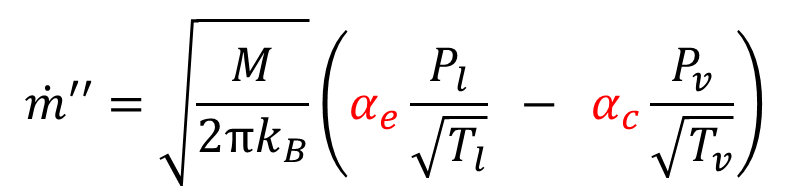 ṁ″ = √(M / 2πk_B) (α_e P_l / √T_l − α_c P_v / √T_v)